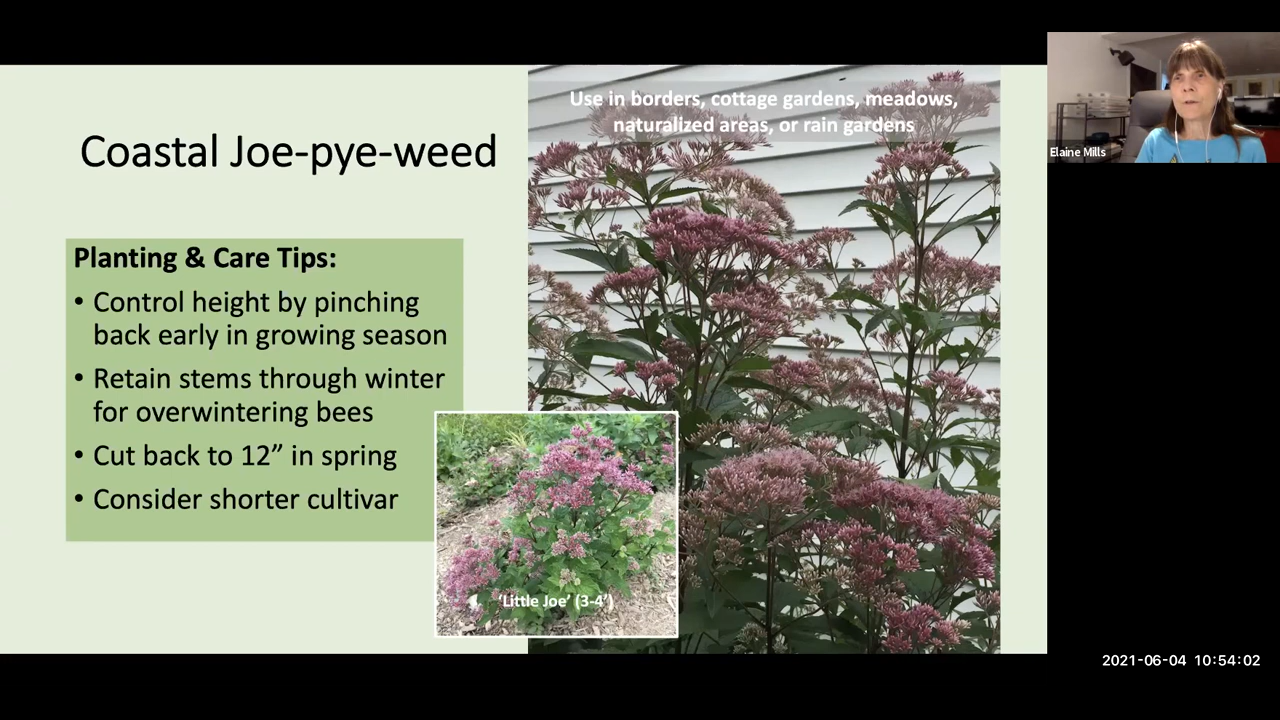 Use in borders, cottage gardens, meadows,
naturalized areas, or rain gardens
Coastal Joe-pye-weed
Elaine Mills
Planting & Care Tips:
• Control height by pinching
back early in growing season
• Retain stems through winter
for overwintering bees
• Cut back to 12” in spring
• Consider shorter cultivar
‘Little Joe’ (3-4’)
2021-06-04 10:54:02